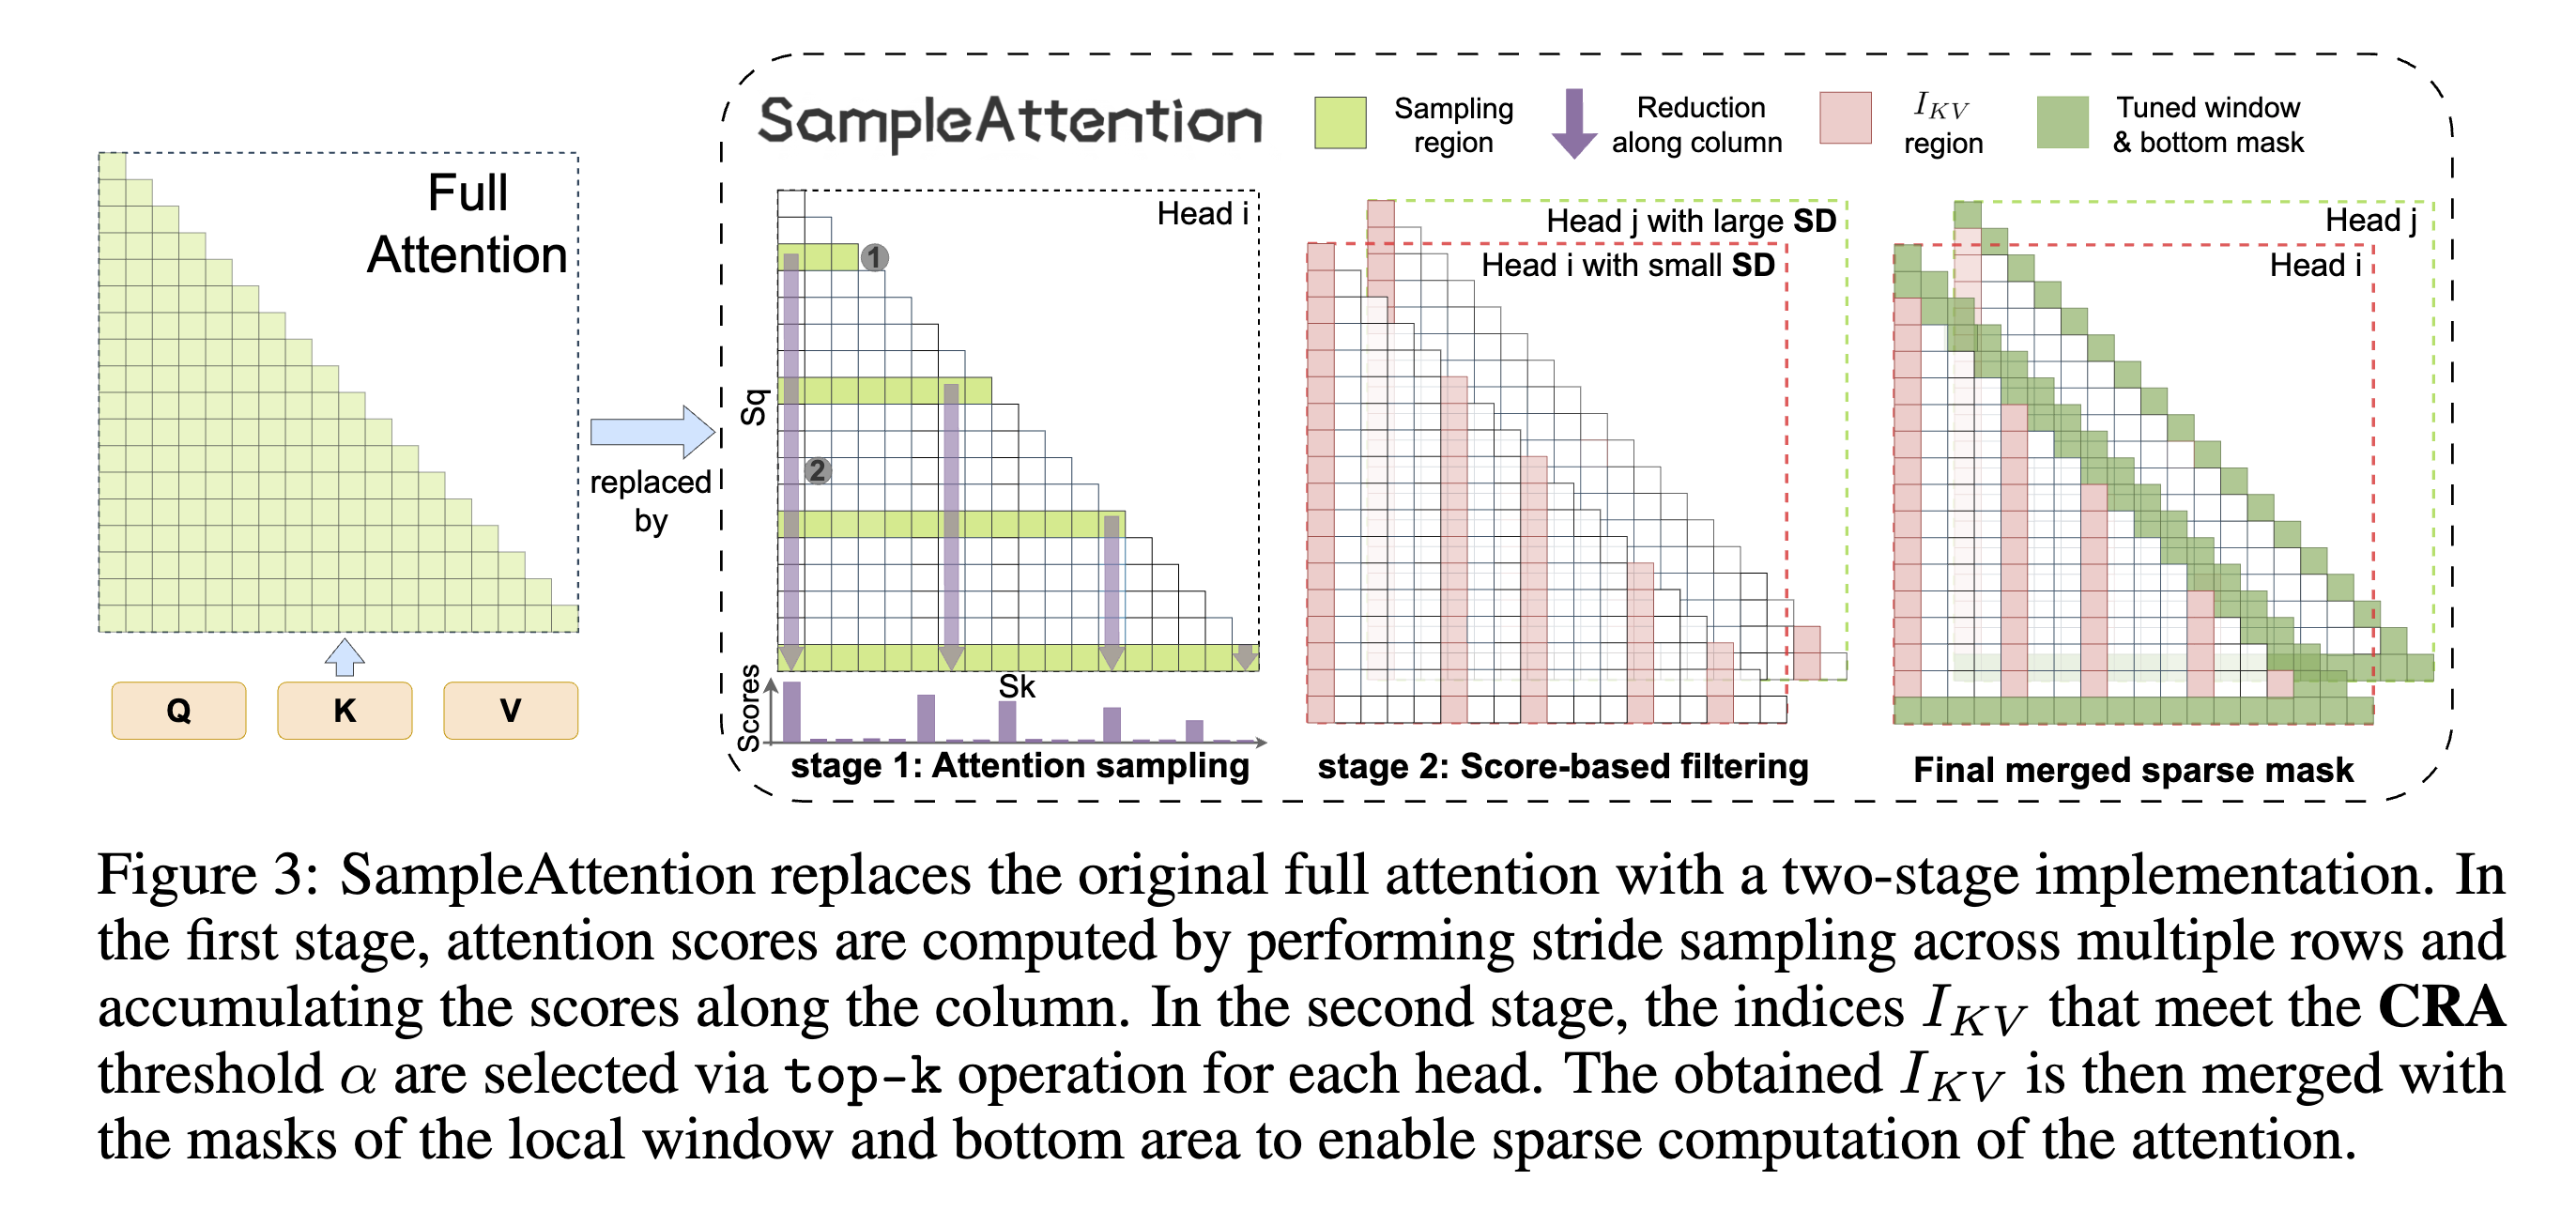 Full
Attention
Q
K
V
replaced
by
SampleAttention
Sampling
region
Reduction
along column
I_{KV}
region
Tuned window
& bottom mask
Head i
1
2
Sq
Sk
Scores
stage 1: Attention sampling
Head j with large SD
Head i with small SD
stage 2: Score-based filtering
Head j
Head i
Final merged sparse mask
Figure 3: SampleAttention replaces the original full attention with a two-stage implementation. In
the first stage, attention scores are computed by performing stride sampling across multiple rows and
accumulating the scores along the column. In the second stage, the indices I_{KV} that meet the CRA
threshold α are selected via top-k operation for each head. The obtained I_{KV} is then merged with
the masks of the local window and bottom area to enable sparse computation of the attention.